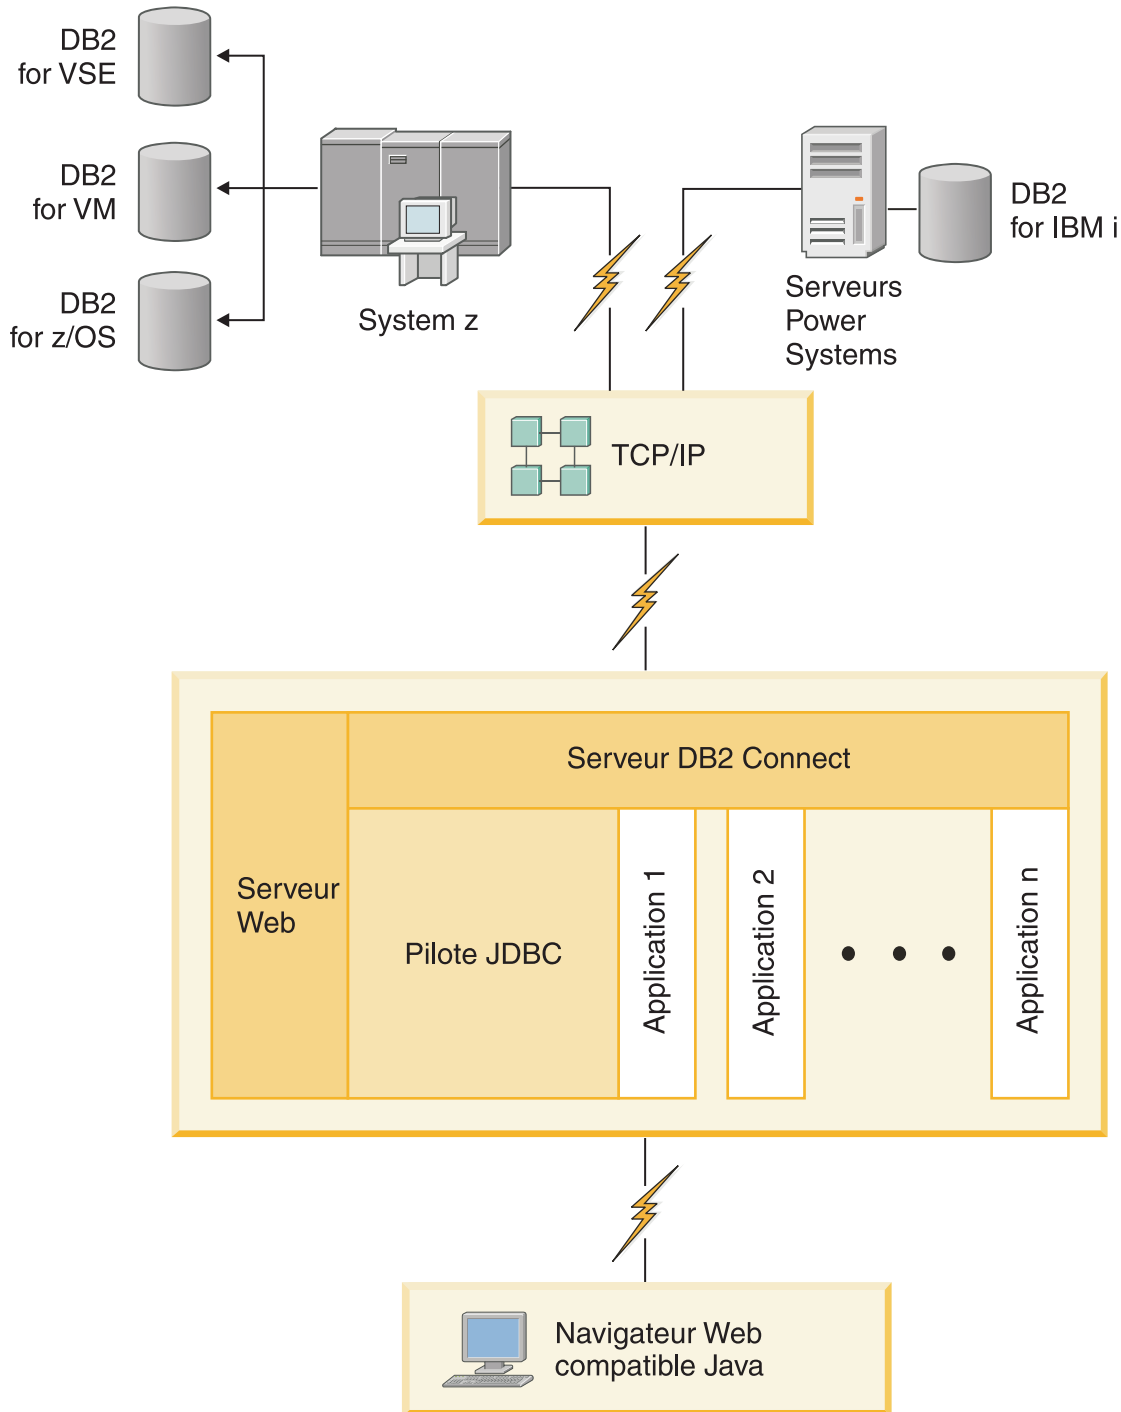 DB2
for VSE
DB2
for VM
DB2
for z/OS
System z
DB2
for IBM i
Serveurs
Power
Systems
TCP/IP
Serveur DB2 Connect
Serveur
Web
Pilote JDBC
Application 1
Application 2
Application n
Navigateur Web
compatible Java